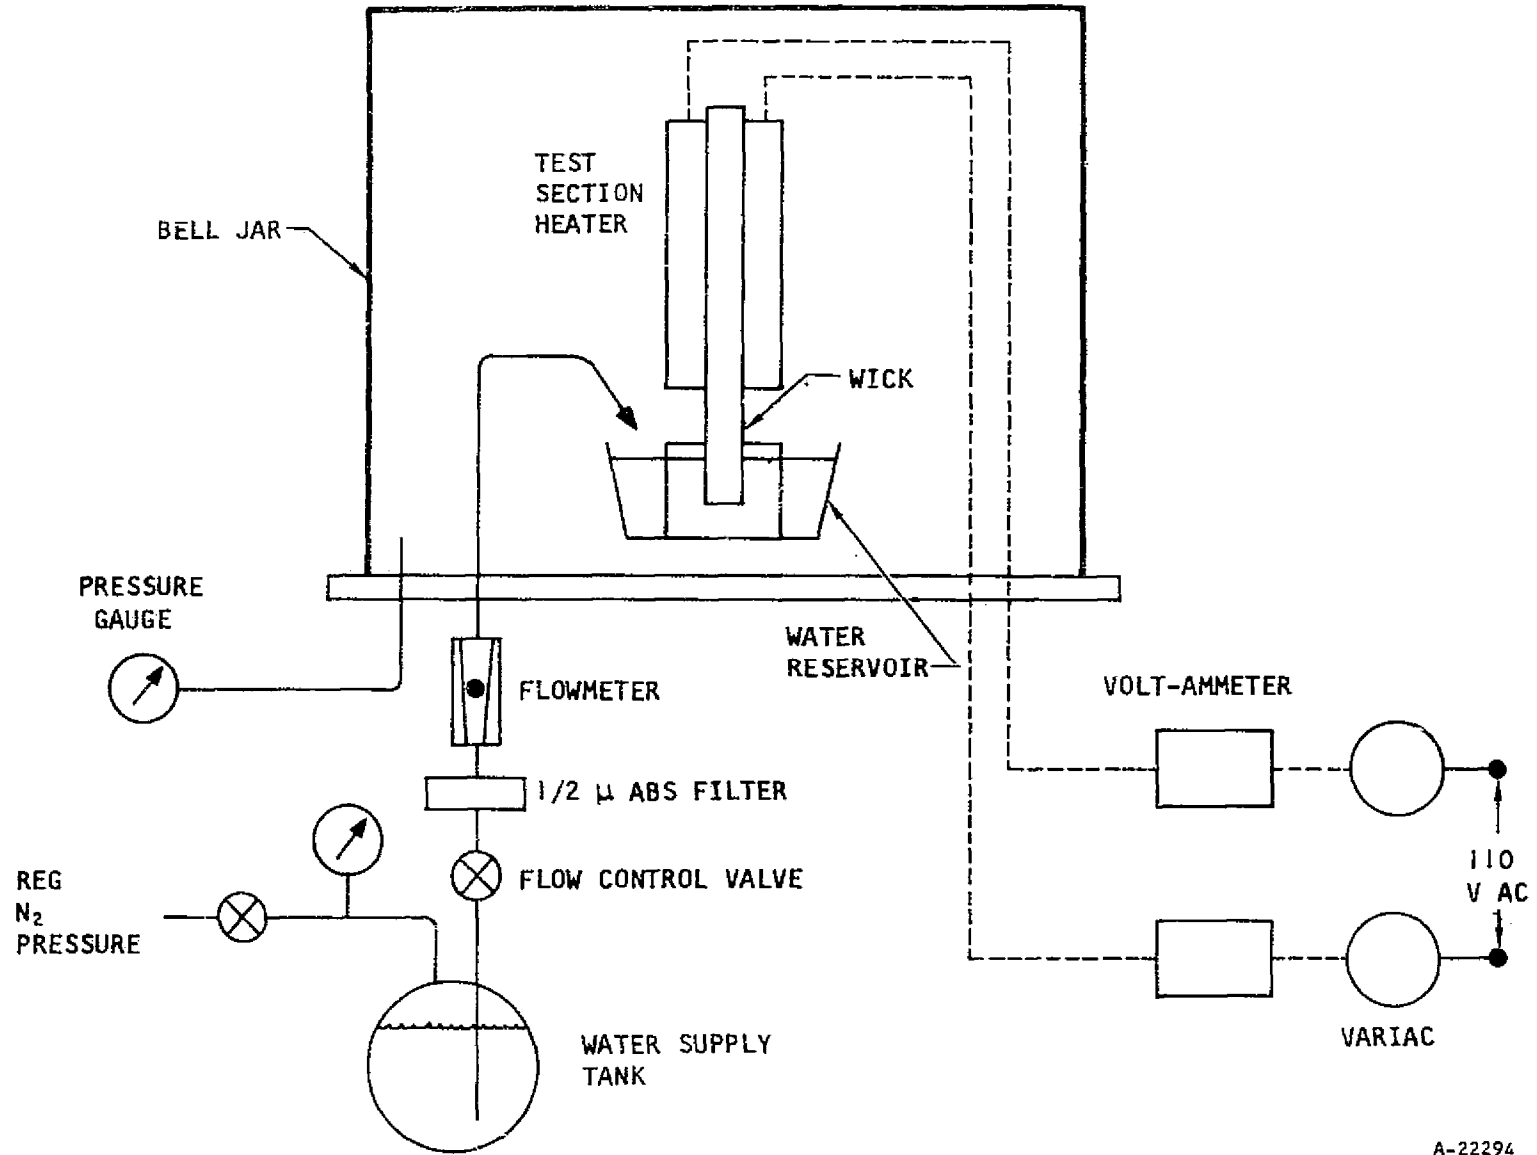 TEST
SECTION
HEATER
BELL JAR
WICK
PRESSURE
GAUGE
WATER
RESERVOIR
FLOWMETER
VOLT-AMMETER
1/2 μ ABS FILTER
110
V AC
FLOW CONTROL VALVE
REG
N₂
PRESSURE
VARIAC
WATER SUPPLY
TANK
A-22294